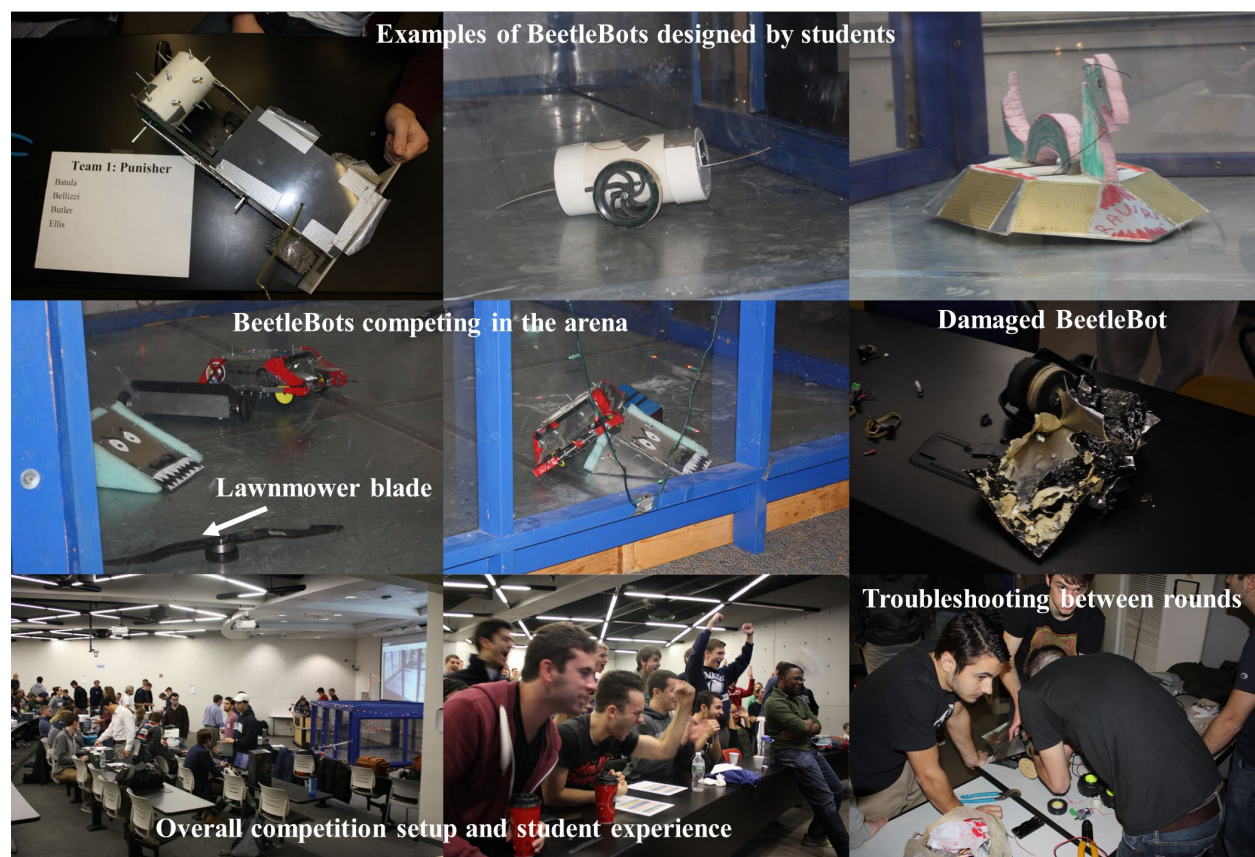 Examples of BeetleBots designed by students
Team 1: Punisher
Batula
Bellizzi
Butler
Ellis
RAWR
BeetleBots competing in the arena
Damaged BeetleBot
Lawnmower blade
Troubleshooting between rounds
Overall competition setup and student experience